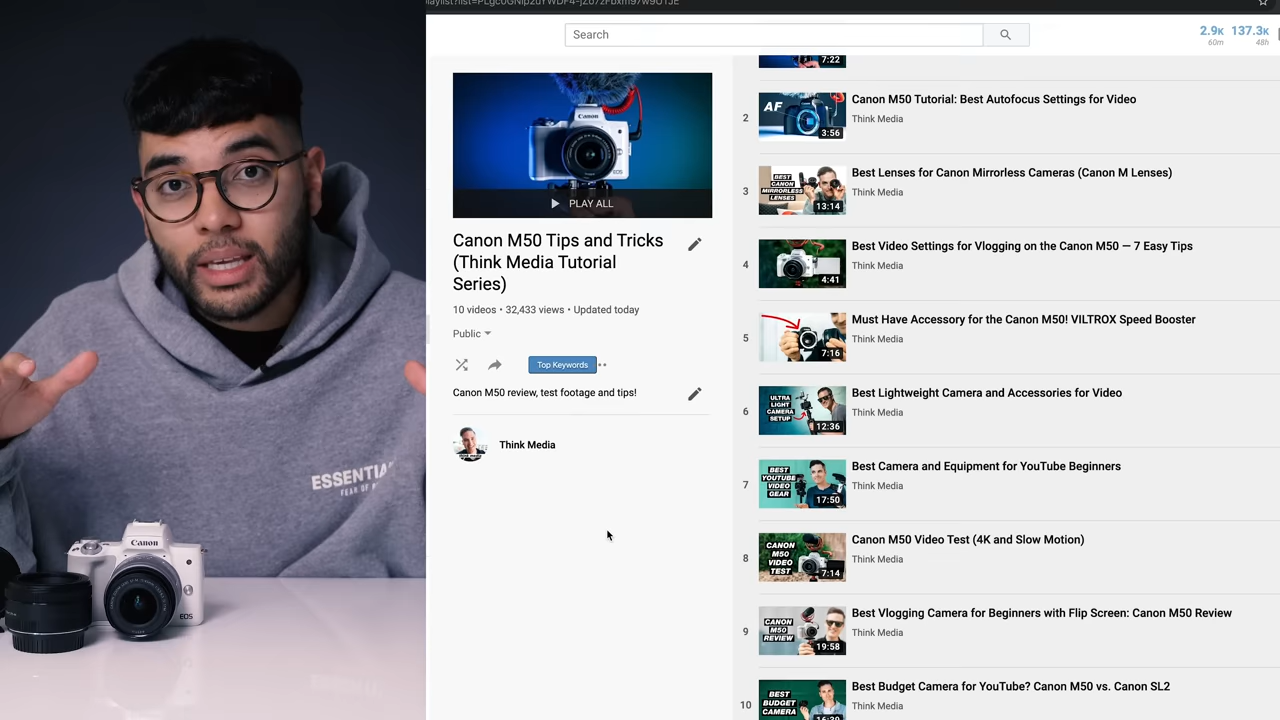 Search
2.9K
60m
137.3K
48h
Canon
PLAY ALL
Canon M50 Tips and Tricks
(Think Media Tutorial
Series)
10 videos • 32,433 views • Updated today
Public
Top Keywords
Canon M50 review, test footage and tips!
Think Media
7:22
2
AF
3:56
Canon M50 Tutorial: Best Autofocus Settings for Video
Think Media
3
BEST
CANON
MIRRORLESS
LENSES
13:14
Best Lenses for Canon Mirrorless Cameras (Canon M Lenses)
Think Media
4
4:41
Best Video Settings for Vlogging on the Canon M50 — 7 Easy Tips
Think Media
5
7:16
Must Have Accessory for the Canon M50! VILTROX Speed Booster
Think Media
6
ULTRA
LIGHT
CAMERA
SETUP
12:36
Best Lightweight Camera and Accessories for Video
Think Media
7
BEST
YOUTUBE
VIDEO
GEAR
17:50
Best Camera and Equipment for YouTube Beginners
Think Media
8
CANON
M50
VIDEO
TEST
7:14
Canon M50 Video Test (4K and Slow Motion)
Think Media
9
CANON
M50
REVIEW
19:58
Best Vlogging Camera for Beginners with Flip Screen: Canon M50 Review
Think Media
10
BEST
BUDGET
CAMERA
Best Budget Camera for YouTube? Canon M50 vs. Canon SL2
Think Media
ESSENTIA
FEAR OF
Canon
EOS